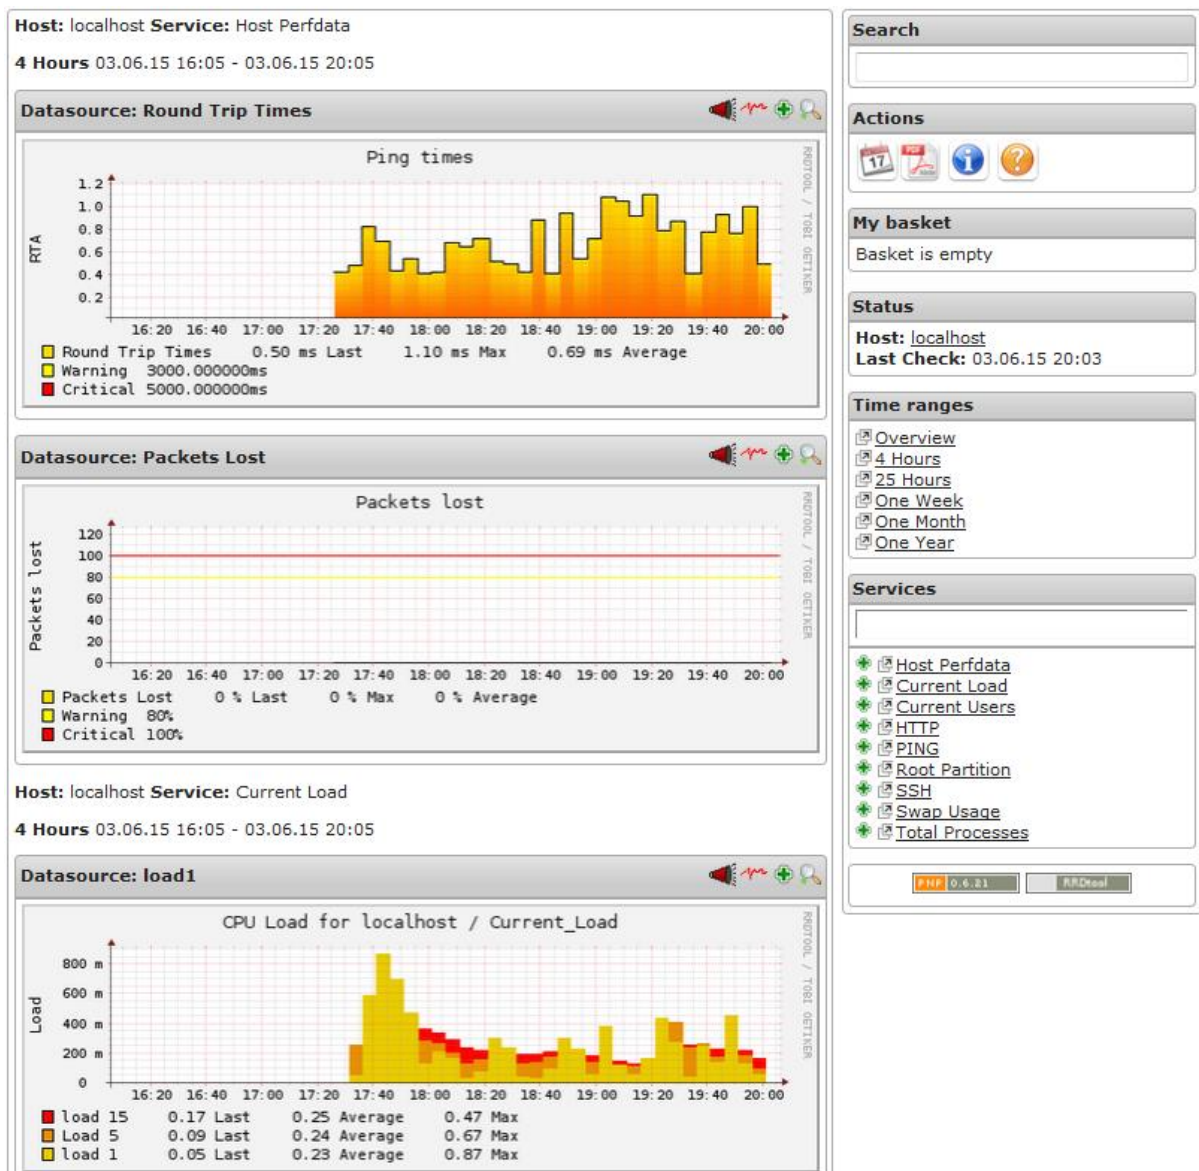 Host: localhost Service: Host Perfdata
4 Hours 03.06.15 16:05 - 03.06.15 20:05
Datasource: Round Trip Times
Ping times
RRDTOOL / TOBI OETIKER
RTA
1.2
1.0
0.8
0.6
0.4
0.2
16:20 16:40 17:00 17:20 17:40 18:00 18:20 18:40 19:00 19:20 19:40 20:00
Round Trip Times 0.50 ms Last 1.10 ms Max 0.69 ms Average
Warning 3000.000000ms
Critical 5000.000000ms
Datasource: Packets Lost
Packets lost
RRDTOOL / TOBI OETIKER
Packets lost
120
100
80
60
40
20
0
16:20 16:40 17:00 17:20 17:40 18:00 18:20 18:40 19:00 19:20 19:40 20:00
Packets Lost 0 % Last 0 % Max 0 % Average
Warning 80%
Critical 100%
Host: localhost Service: Current Load
4 Hours 03.06.15 16:05 - 03.06.15 20:05
Datasource: load1
CPU Load for localhost / Current_Load
RRDTOOL / TOBI OETIKER
Load
800 m
600 m
400 m
200 m
0
16:20 16:40 17:00 17:20 17:40 18:00 18:20 18:40 19:00 19:20 19:40 20:00
load 15 0.17 Last 0.25 Average 0.47 Max
Load 5 0.09 Last 0.24 Average 0.67 Max
load 1 0.05 Last 0.23 Average 0.87 Max
Search
Actions
17
PDF
My basket
Basket is empty
Status
Host: localhost
Last Check: 03.06.15 20:03
Time ranges
Overview
4 Hours
25 Hours
One Week
One Month
One Year
Services
Host Perfdata
Current Load
Current Users
HTTP
PING
Root Partition
SSH
Swap Usage
Total Processes
PNP 0.6.21
RRDtool